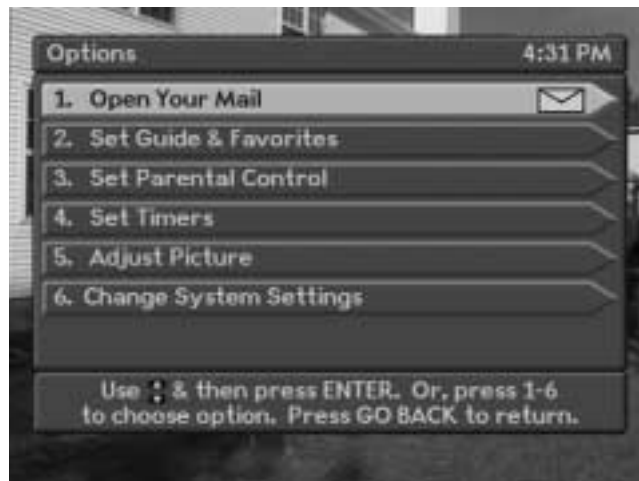 Options 4:31 PM
1. Open Your Mail
2. Set Guide & Favorites
3. Set Parental Control
4. Set Timers
5. Adjust Picture
6. Change System Settings
Use & then press ENTER. Or, press 1-6
to choose option. Press GO BACK to return.